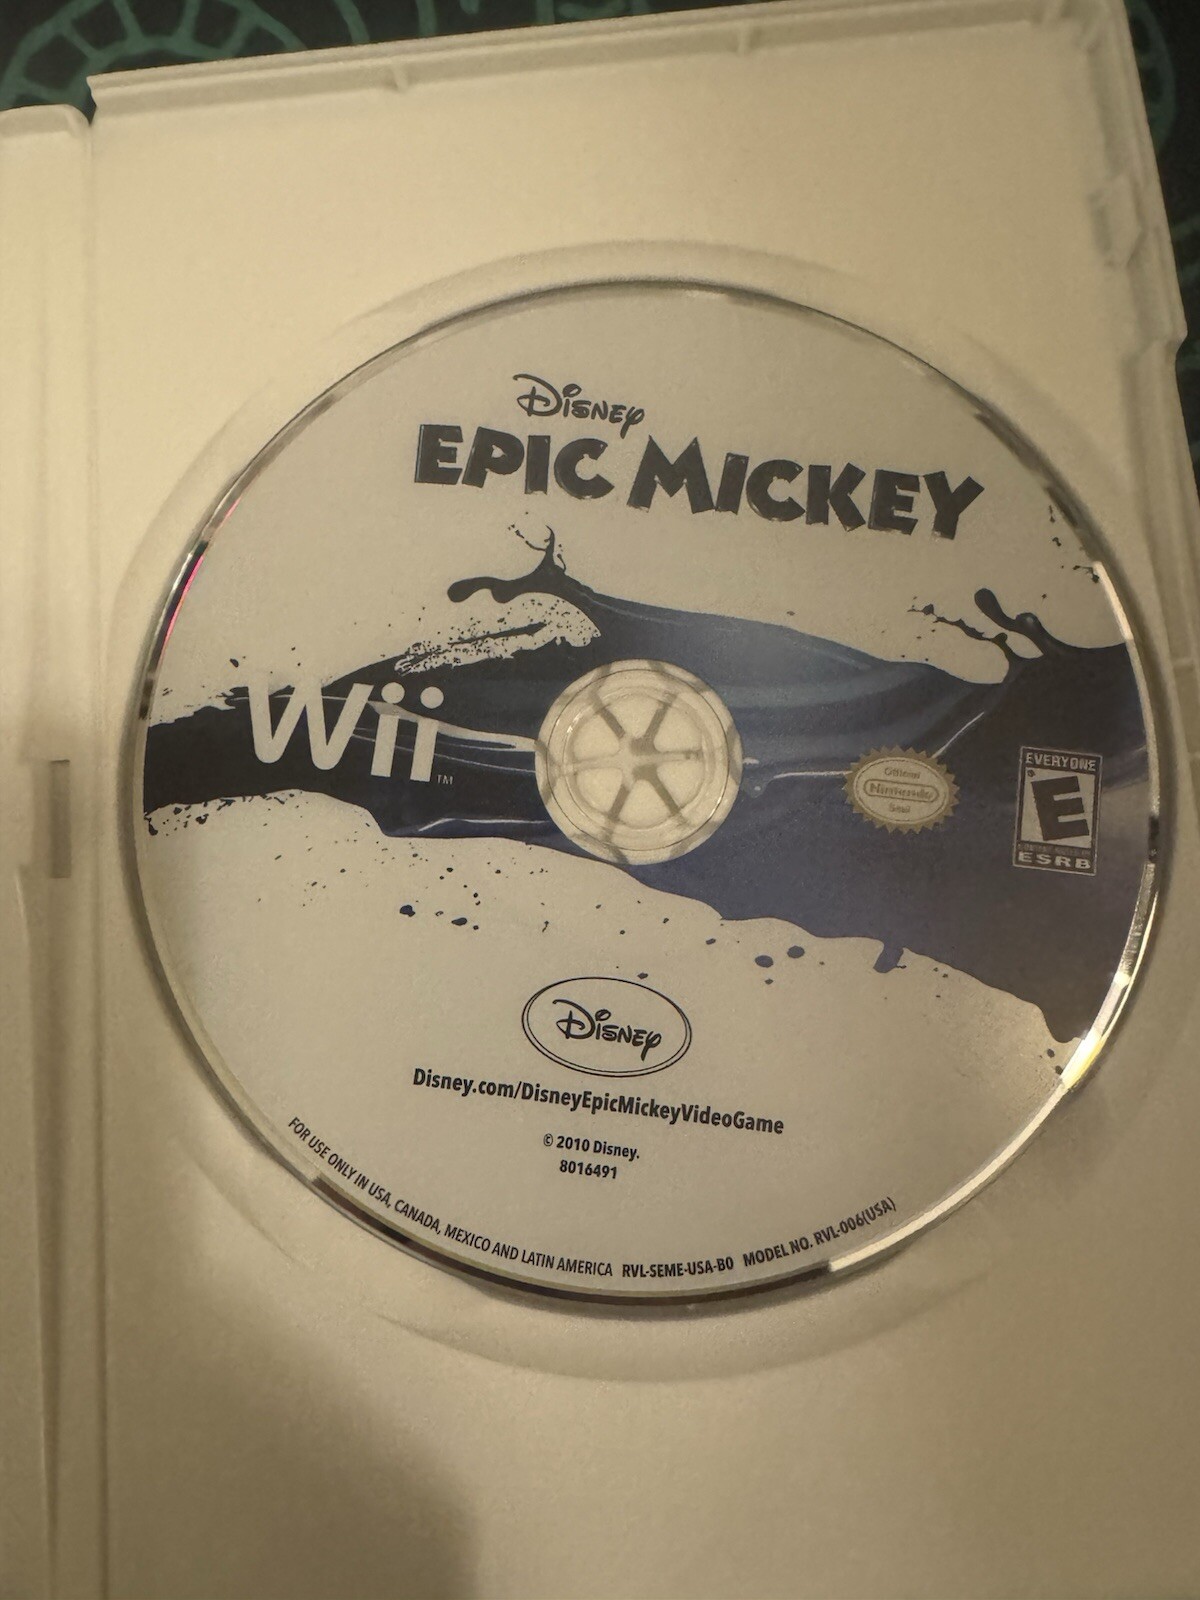 Disney
EPIC MICKEY
Wii
TM
Official
Nintendo
Seal
EVERYONE
E
ESRB
Disney
Disney.com/DisneyEpicMickeyVideoGame
© 2010 Disney.
8016491
FOR USE ONLY IN USA, CANADA, MEXICO AND LATIN AMERICA RVL-SEME-USA-B0 MODEL NO. RVL-006(USA)